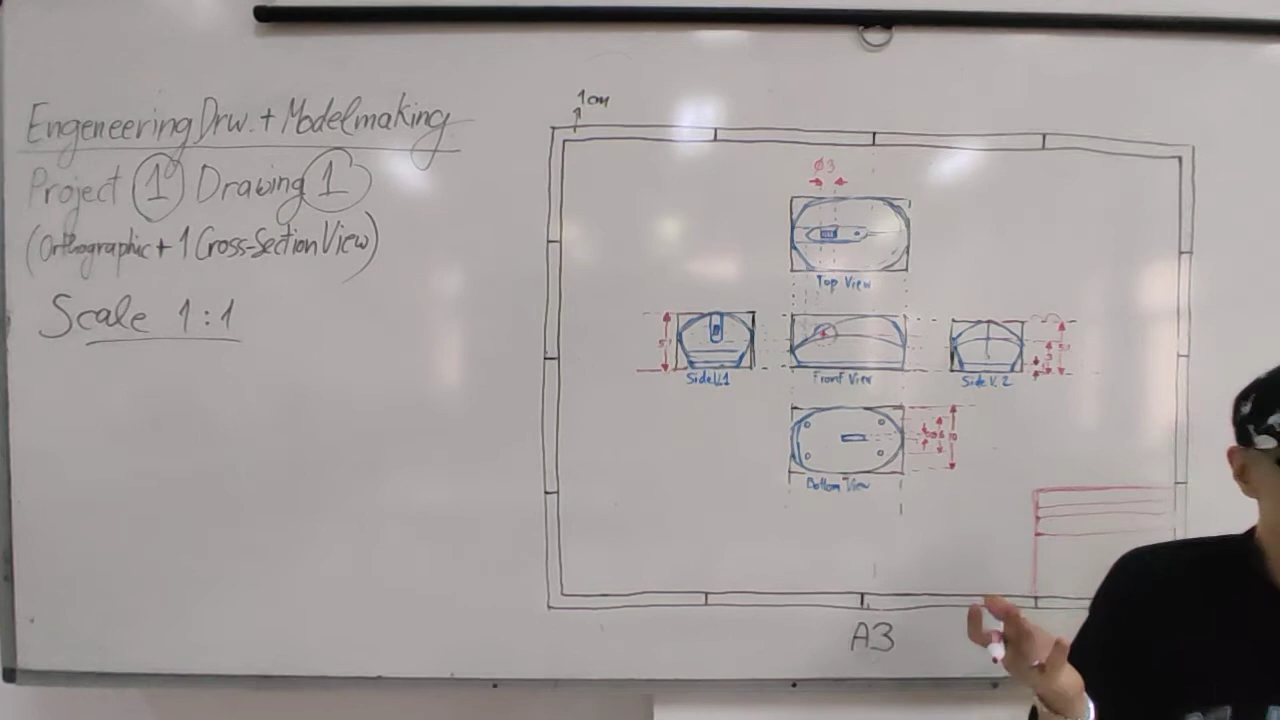 Engeneering Drw. + Modelmaking
Project 1 Drawing 1
(Orthographic + 1 Cross-Section View)
Scale 1:1
1cm
Ø3
Top View
Side V.1
Front View
Side V. 2
Bottom View
A3